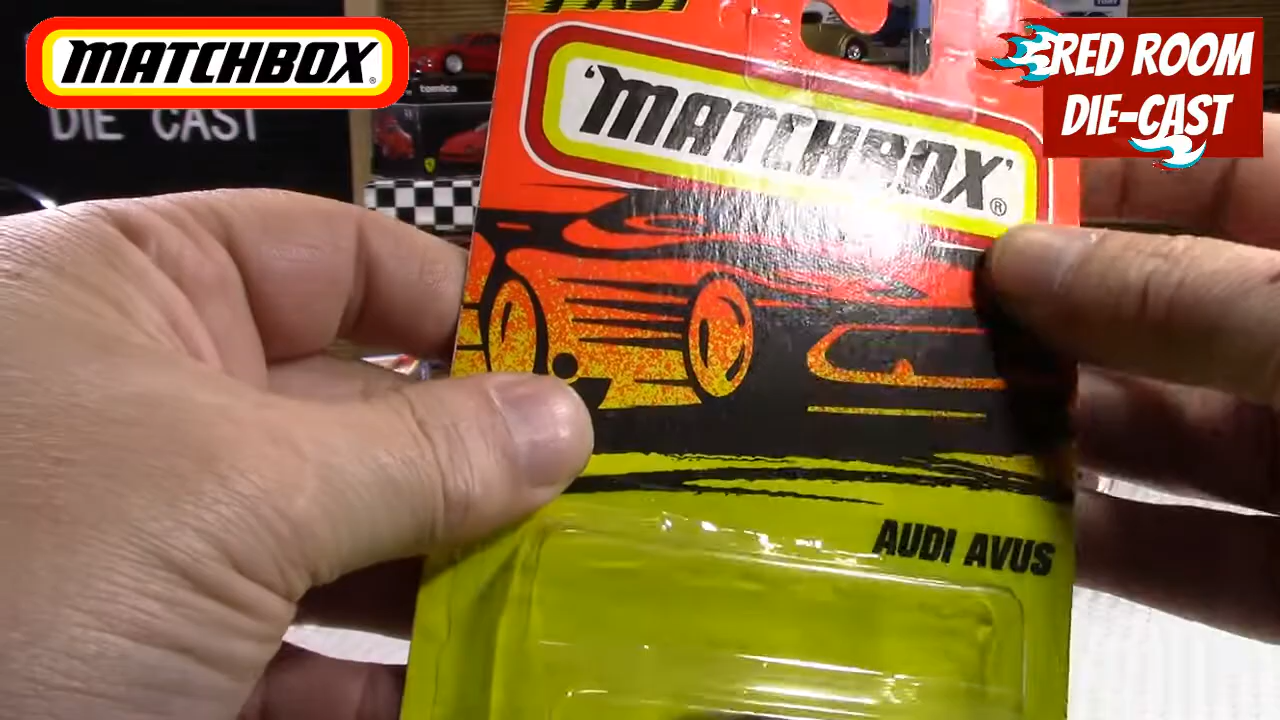 MATCHBOX®
RED ROOM
DIE-CAST
DIE CAST
tomica
'MATCHBOX'®
AUDI AVUS